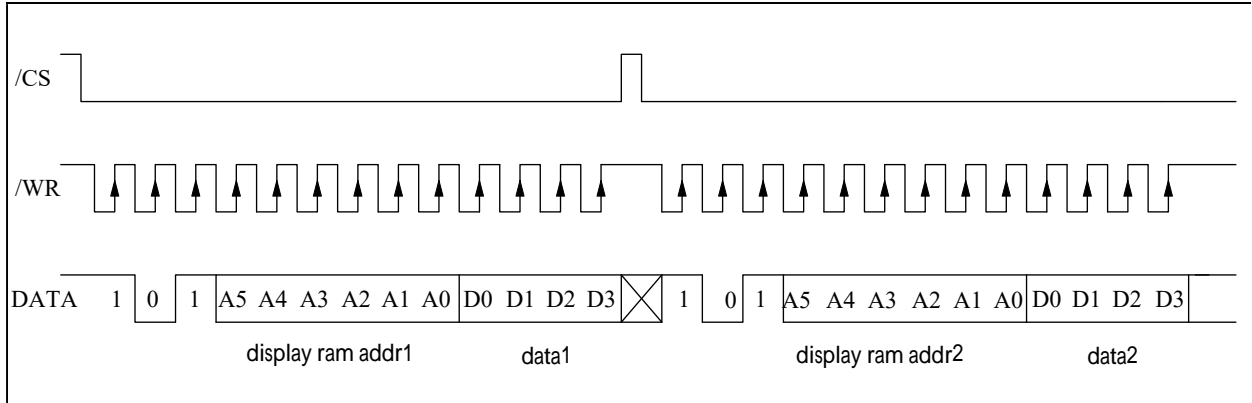 /CS
/WR
DATA 1 0 1 A5 A4 A3 A2 A1 A0 D0 D1 D2 D3 1 0 1 A5 A4 A3 A2 A1 A0 D0 D1 D2 D3
display ram addr1 data1 display ram addr2 data2